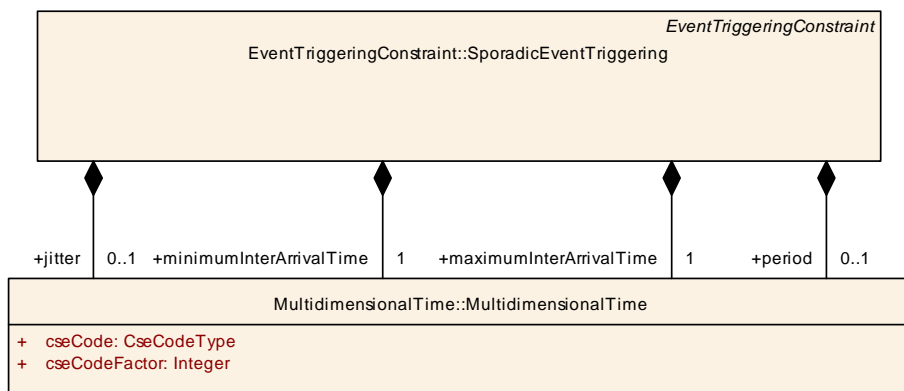 EventTriggeringConstraint
EventTriggeringConstraint::SporadicEventTriggering
+jitter 0..1 +minimumInterArrivalTime 1 +maximumInterArrivalTime 1 +period 0..1
MultidimensionalTime::MultidimensionalTime
+ cseCode: CseCodeType
+ cseCodeFactor: Integer